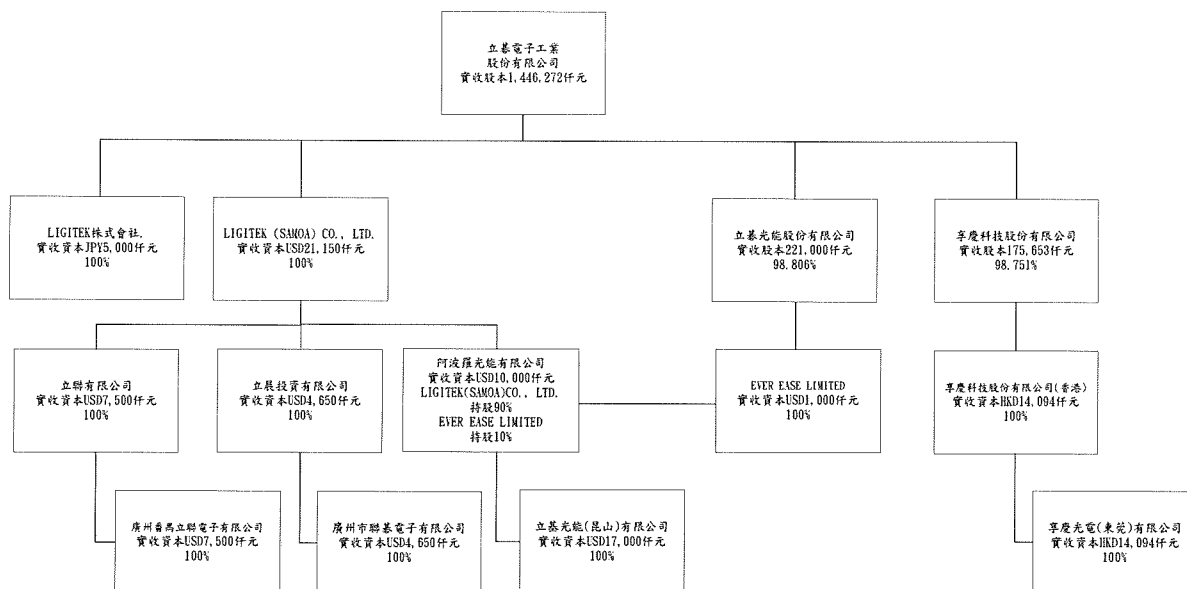 立碁電子工業
股份有限公司
實收股本1,446,272仟元
LIGITEK株式會社.
實收資本JPY5,000仟元
100%
LIGITEK (SAMOA) CO., LTD.
實收資本USD21,150仟元
100%
立碁光能股份有限公司
實收股本221,000仟元
98.806%
享慶科技股份有限公司
實收股本175,653仟元
98.751%
立聯有限公司
實收資本USD7,500仟元
100%
立展投資有限公司
實收資本USD4,650仟元
100%
阿波羅光能有限公司
實收資本USD10,000仟元
LIGITEK(SAMOA)CO., LTD.
持股90%
EVER EASE LIMITED
持股10%
EVER EASE LIMITED
實收資本USD1,000仟元
100%
享慶科技股份有限公司(香港)
實收資本HKD14,094仟元
100%
廣州番禺立聯電子有限公司
實收資本USD7,500仟元
100%
廣州市聯碁電子有限公司
實收資本USD4,650仟元
100%
立基光能(昆山)有限公司
實收資本USD17,000仟元
100%
享慶光電(東莞)有限公司
實收資本HKD14,094仟元
100%